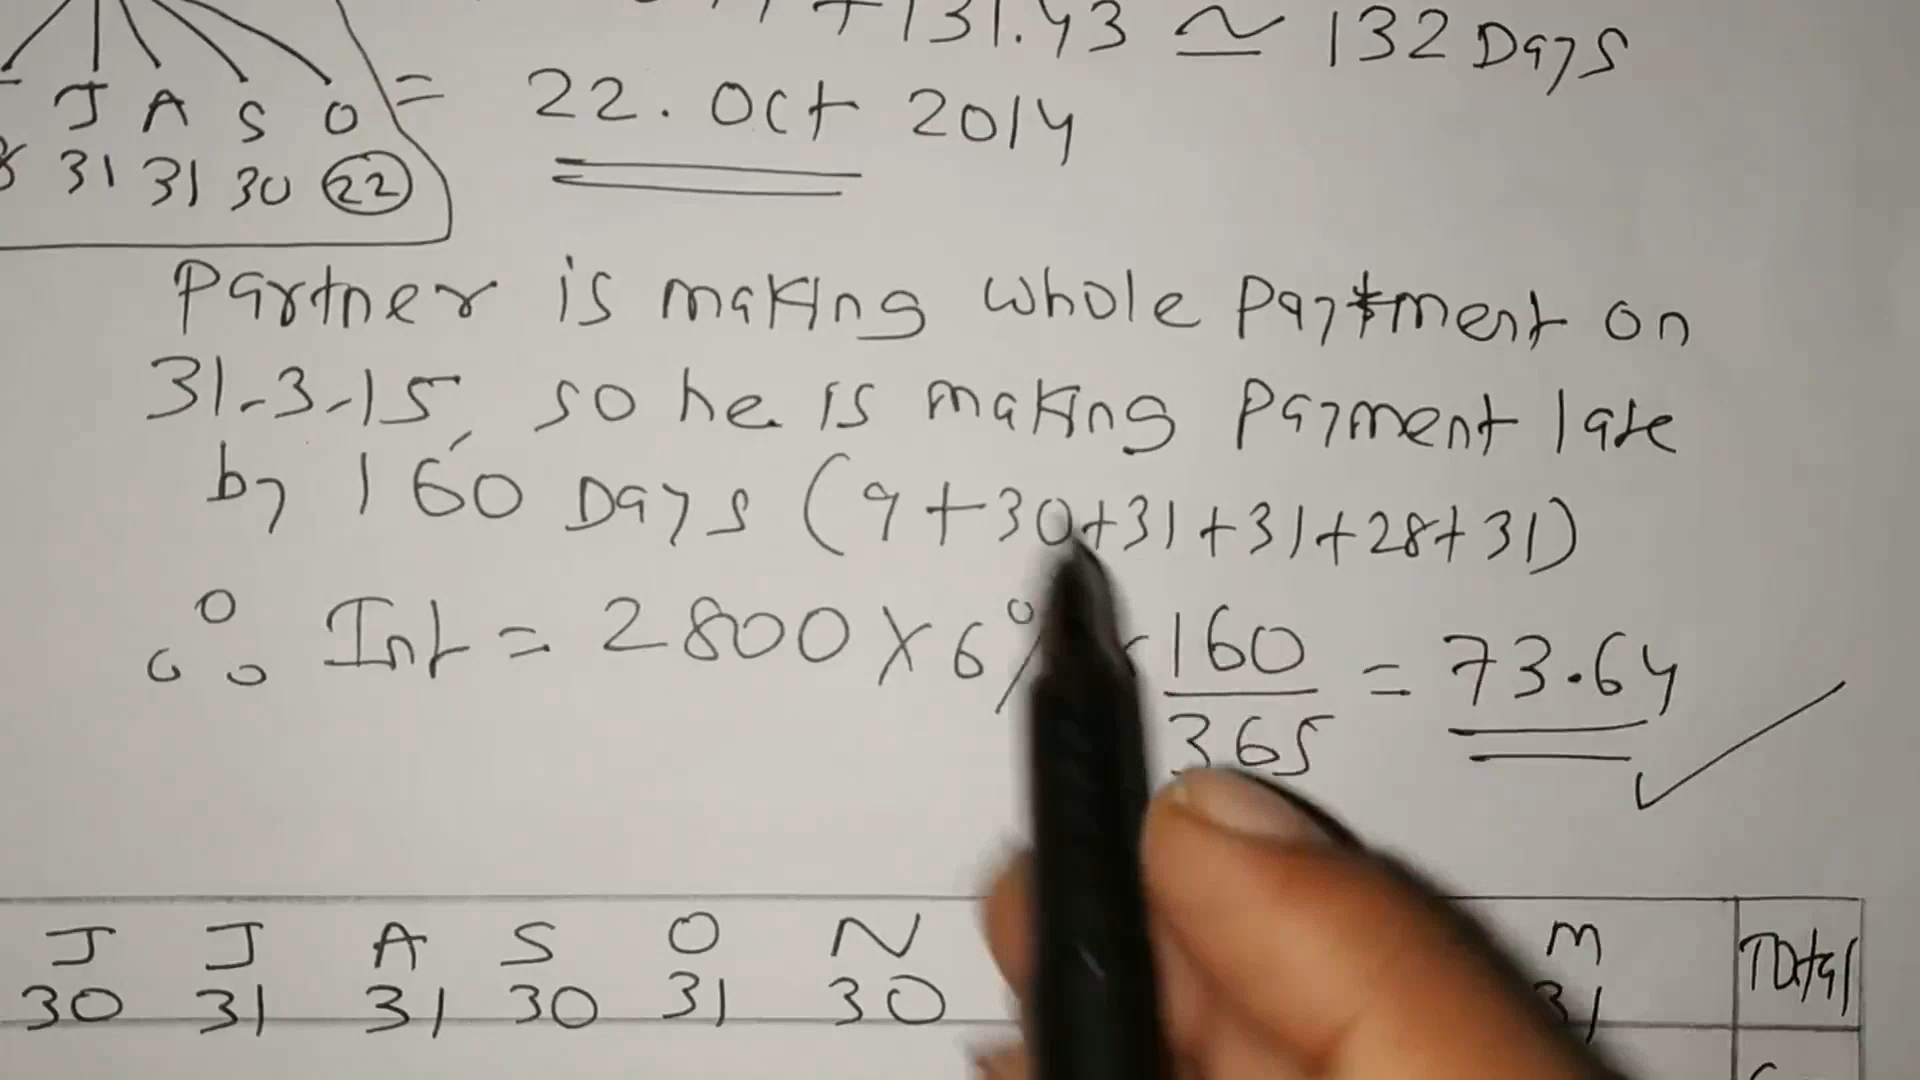 + 131.43 ≃ 132 Days
J A S O = 22. Oct 2014
31 31 30 22
Partner is making whole payment on
31-3-15, so he is making payment late
by 160 Days (9+30+31+31+28+31)
∴ Int = 2800 X 6% 160/365 = 73.64 ✓
J J A S O N M Total
30 31 31 30 31 30 31